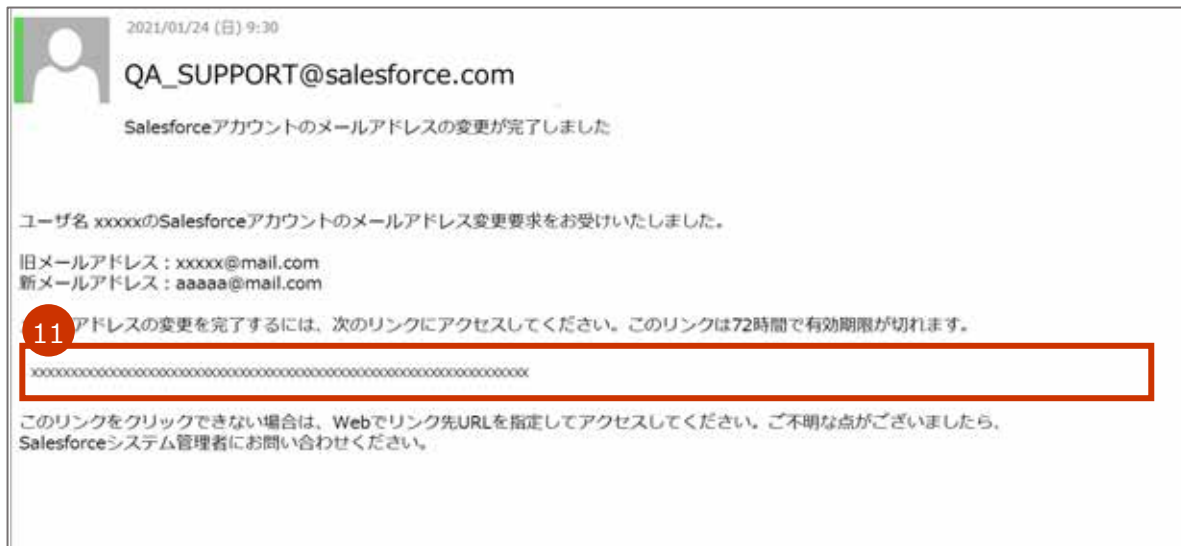 2021/01/24 (日) 9:30
QA_SUPPORT@salesforce.com
Salesforceアカウントのメールアドレスの変更が完了しました
ユーザ名 xxxxxのSalesforceアカウントのメールアドレス変更要求をお受けいたしました。
旧メールアドレス：xxxxx@mail.com
新メールアドレス：aaaaa@mail.com
アドレスの変更を完了するには、次のリンクにアクセスしてください。このリンクは72時間で有効期限が切れます。
11
このリンクをクリックできない場合は、Webでリンク先URLを指定してアクセスしてください。ご不明な点がございましたら、
Salesforceシステム管理者にお問い合わせください。